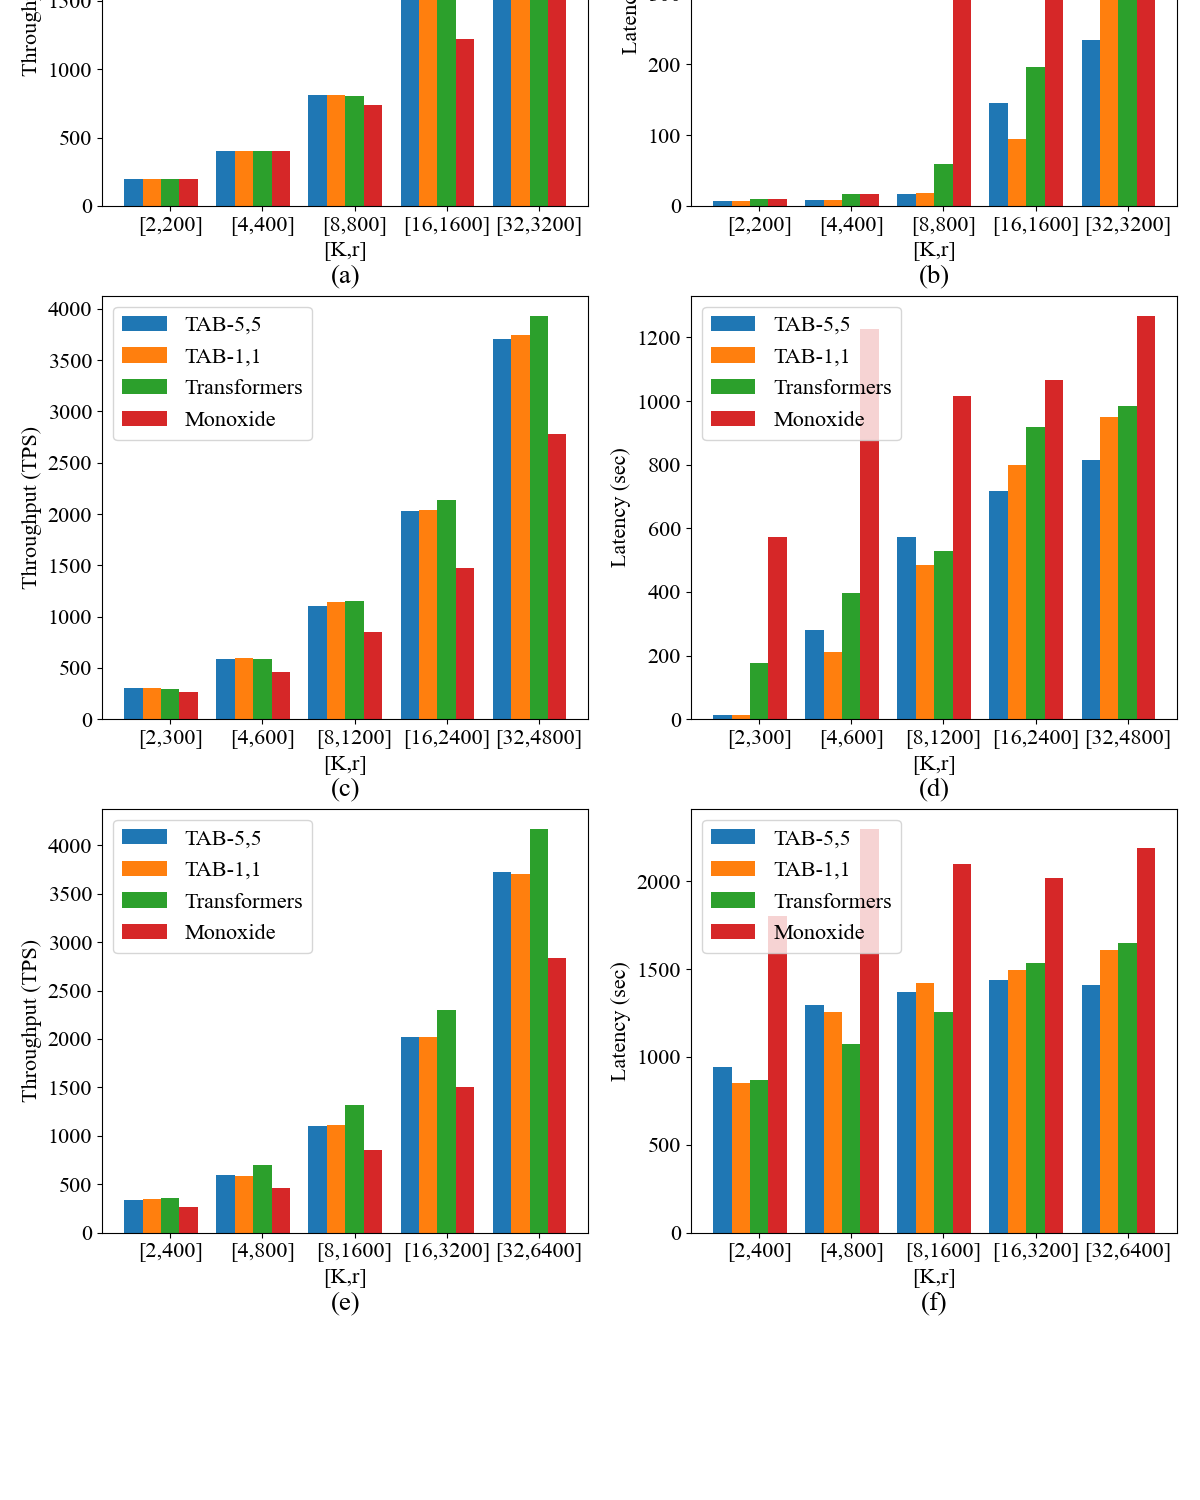 1000
500
0
[2,200]
[4,400]
[8,800]
[16,1600]
[32,3200]
[K,r]
(a)
200
100
0
[2,200]
[4,400]
[8,800]
[16,1600]
[32,3200]
[K,r]
(b)
Throughput (TPS)
4000
3500
3000
2500
2000
1500
1000
500
0
TAB-5,5
TAB-1,1
Transformers
Monoxide
[2,300]
[4,600]
[8,1200]
[16,2400]
[32,4800]
[K,r]
(c)
Latency (sec)
1200
1000
800
600
400
200
0
TAB-5,5
TAB-1,1
Transformers
Monoxide
[2,300]
[4,600]
[8,1200]
[16,2400]
[32,4800]
[K,r]
(d)
Throughput (TPS)
4000
3500
3000
2500
2000
1500
1000
500
0
TAB-5,5
TAB-1,1
Transformers
Monoxide
[2,400]
[4,800]
[8,1600]
[16,3200]
[32,6400]
[K,r]
(e)
Latency (sec)
2000
1500
1000
500
0
TAB-5,5
TAB-1,1
Transformers
Monoxide
[2,400]
[4,800]
[8,1600]
[16,3200]
[32,6400]
[K,r]
(f)